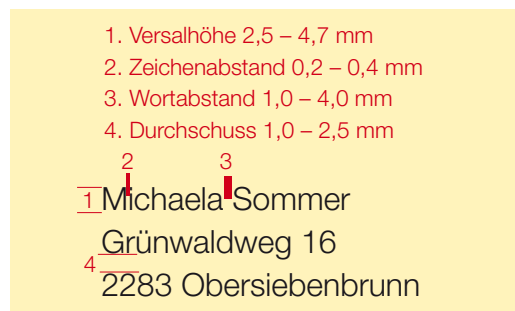 1. Versalhöhe 2,5 – 4,7 mm
2. Zeichenabstand 0,2 – 0,4 mm
3. Wortabstand 1,0 – 4,0 mm
4. Durchschuss 1,0 – 2,5 mm
2 3
1 Michaela Sommer
Grünwaldweg 16
4
2283 Obersiebenbrunn